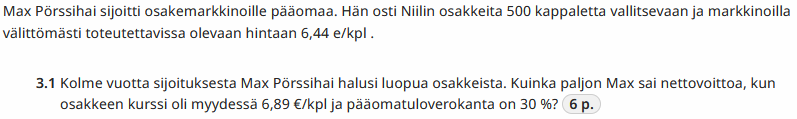 Max Pörssihai sijoitti osakemarkkinoille pääomaa. Hän osti Niilin osakkeita 500 kappaletta vallitsevaan ja markkinoilla
välittömästi toteutettavissa olevaan hintaan 6,44 e/kpl .
3.1 Kolme vuotta sijoituksesta Max Pörssihai halusi luopua osakkeista. Kuinka paljon Max sai nettovoittoa, kun
osakkeen kurssi oli myydessä 6,89 €/kpl ja pääomatuloverokanta on 30 %? 6 p.